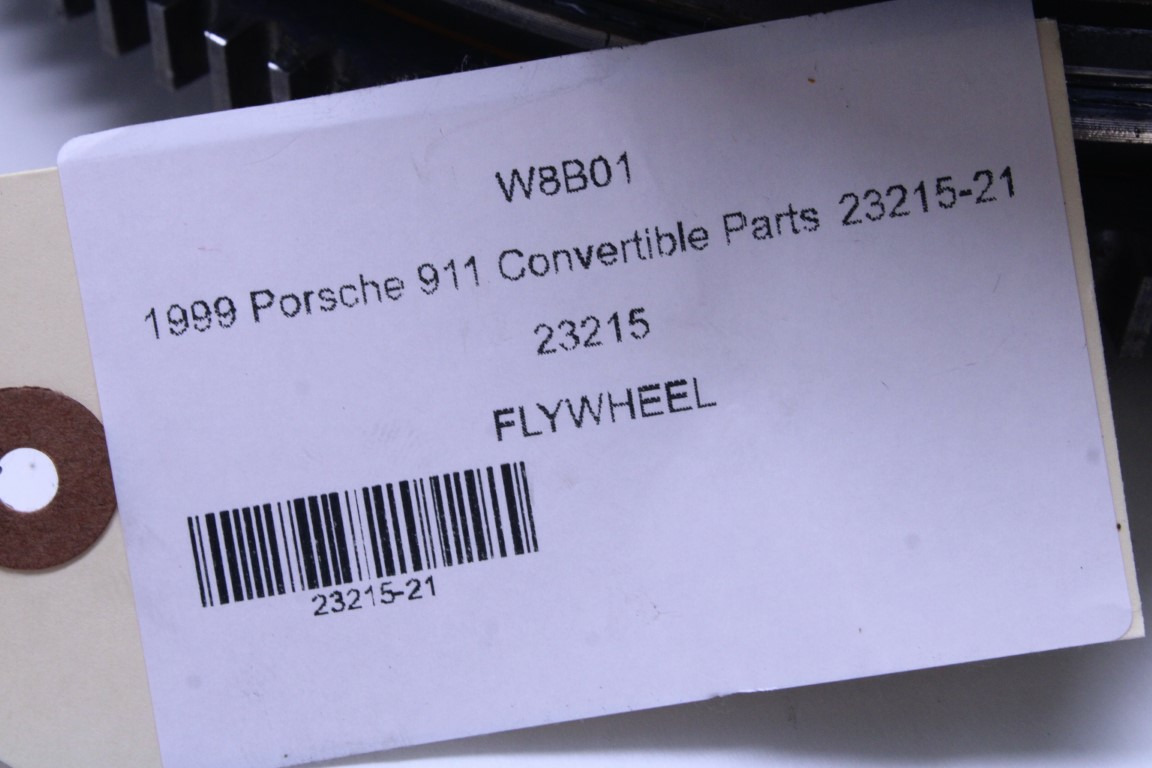 W8B01
1999 Porsche 911 Convertible Parts 23215-21
23215
FLYWHEEL
23215-21